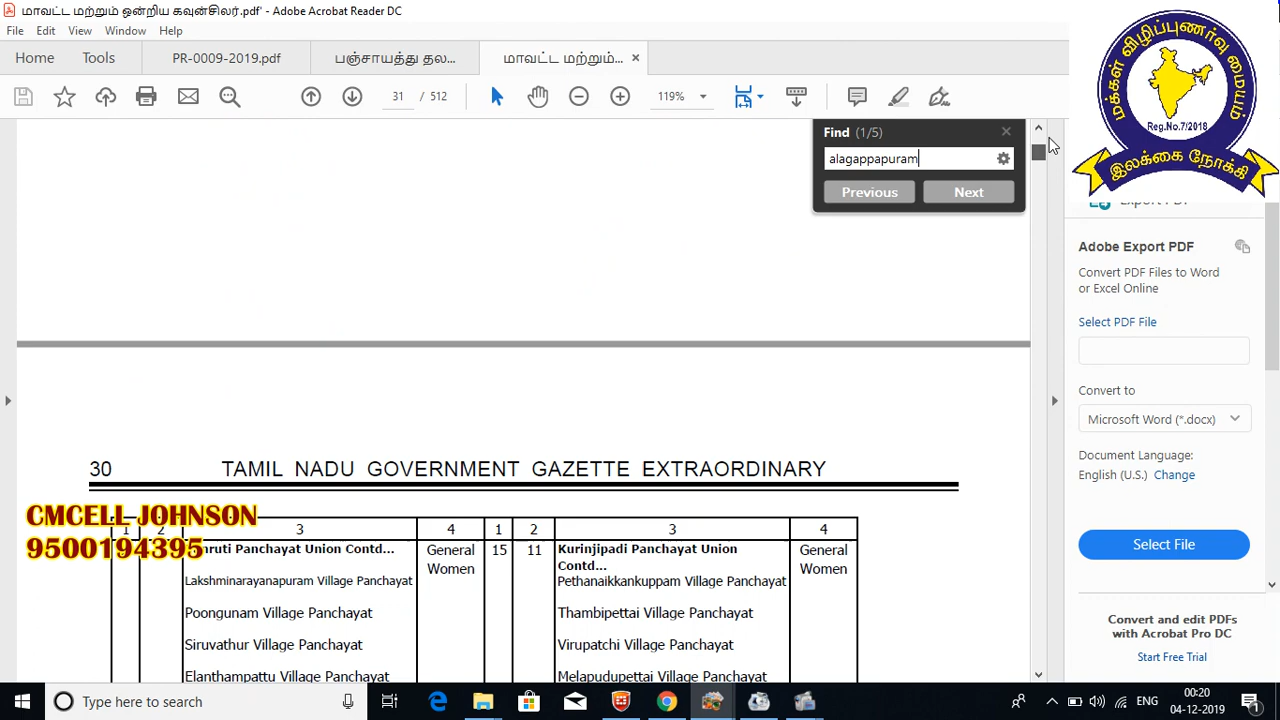 மாவட்ட மற்றும் ஒன்றிய கவுன்சிலர்.pdf' - Adobe Acrobat Reader DC
File Edit View Window Help
Home Tools PR-0009-2019.pdf பஞ்சாயத்து தல... மாவட்ட மற்றும்... ×
31 / 512 119%
Find (1/5)
alagappapuram
Previous Next
மக்கள் விழிப்புணர்வு மையம்
Reg.No.7/2018
இலக்கை நோக்கி
Adobe Export PDF
Convert PDF Files to Word
or Excel Online
Select PDF File
Convert to
Microsoft Word (*.docx)
Document Language:
English (U.S.) Change
Select File
Convert and edit PDFs
with Acrobat Pro DC
Start Free Trial
30 TAMIL NADU GOVERNMENT GAZETTE EXTRAORDINARY
CMCELL JOHNSON
9500194395
1 2 3 4 1 2 3 4
Panchayat Union Contd... General Women 15 11 Kurinjipadi Panchayat Union Contd... General Women
Lakshminarayanapuram Village Panchayat Pethanaikkankuppam Village Panchayat
Poongunam Village Panchayat Thambipettai Village Panchayat
Siruvathur Village Panchayat Virupatchi Village Panchayat
Elanthampattu Village Panchayat Melapudupettai Village Panchayat
Type here to search
ENG 00:20
04-12-2019